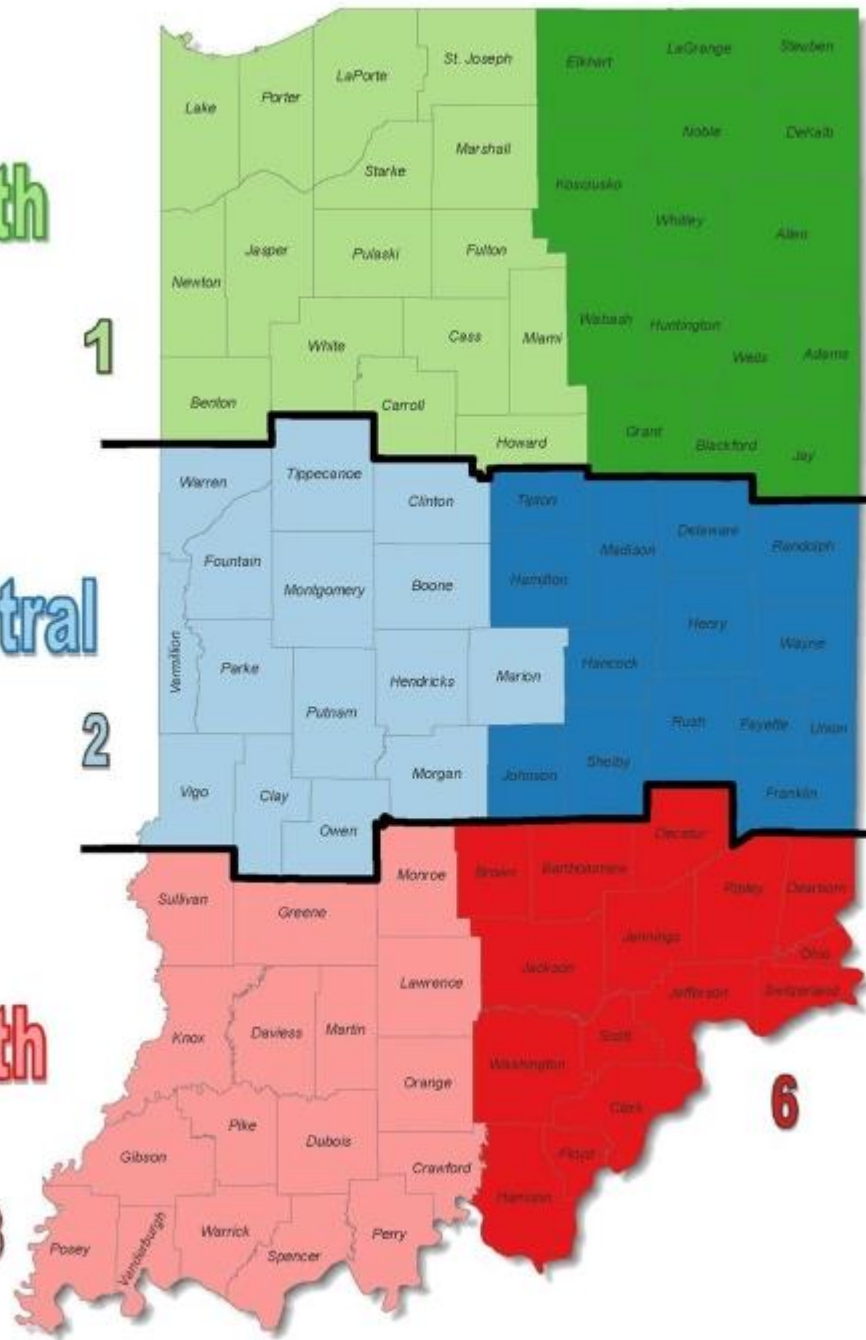 th
1
tral
2
th
3
6
Lake
Porter
LaPorte
St. Joseph
Starke
Marshall
Newton
Jasper
Pulaski
Fulton
White
Cass
Miami
Benton
Carroll
Howard
Elkhart
LaGrange
Steuben
Noble
DeKalb
Kosciusko
Whitley
Allen
Wabash
Huntington
Wells
Adams
Grant
Blackford
Jay
Warren
Tippecanoe
Clinton
Fountain
Montgomery
Boone
Vermillion
Parke
Putnam
Hendricks
Marion
Vigo
Clay
Owen
Morgan
Tipton
Hamilton
Madison
Delaware
Randolph
Hancock
Henry
Wayne
Johnson
Shelby
Rush
Fayette
Union
Franklin
Sullivan
Greene
Monroe
Knox
Daviess
Martin
Lawrence
Orange
Gibson
Pike
Dubois
Crawford
Posey
Vanderburgh
Warrick
Spencer
Perry
Brown
Bartholomew
Decatur
Ripley
Dearborn
Jackson
Jennings
Ohio
Jefferson
Switzerland
Washington
Scott
Clark
Floyd
Harrison